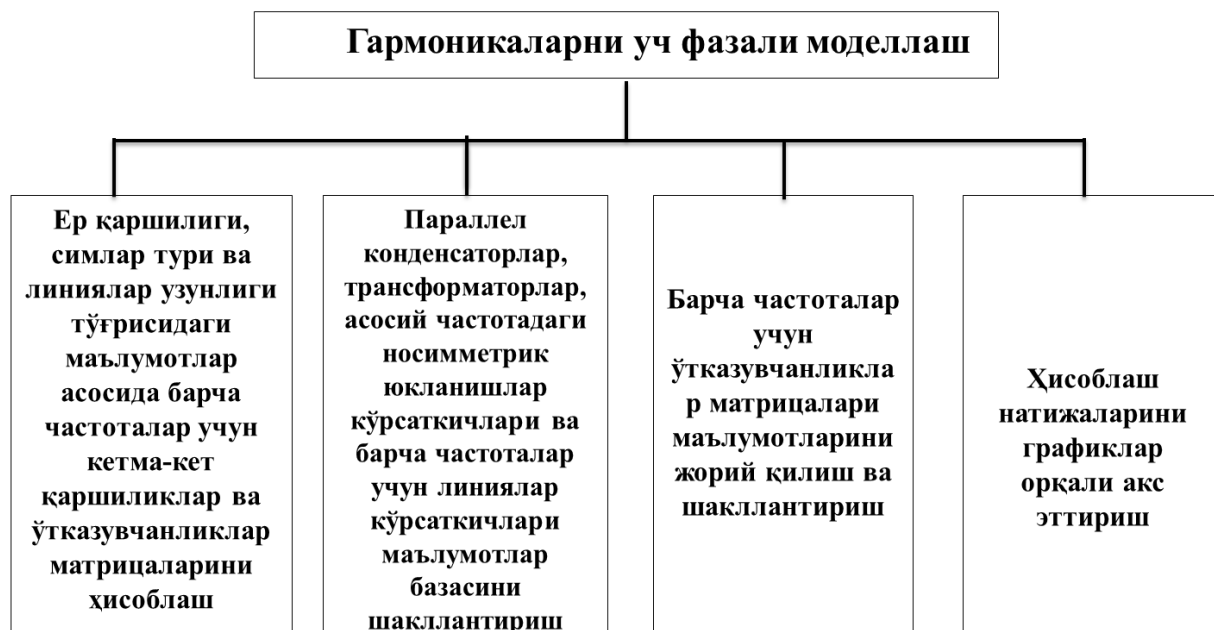 Гармоникаларни уч фазали моделлаш
Ер қаршилиги,
симлар тури ва
линиялар узунлиги
тўғрисидаги
маълумотлар
асосида барча
частоталар учун
кетма-кет
қаршиликлар ва
ўтказувчанликлар
матрицаларини
ҳисоблаш
Параллел
конденсаторлар,
трансформаторлар,
асосий частотадаги
носимметрик
юкланишлар
кўрсаткичлари ва
барча частоталар
учун линиялар
кўрсаткичлари
маълумотлар
базасини
шакллантириш
Барча частоталар
учун
ўтказувчанликла
р матрицалари
маълумотларини
жорий қилиш ва
шакллантириш
Ҳисоблаш
натижаларини
графиклар
орқали акс
эттириш